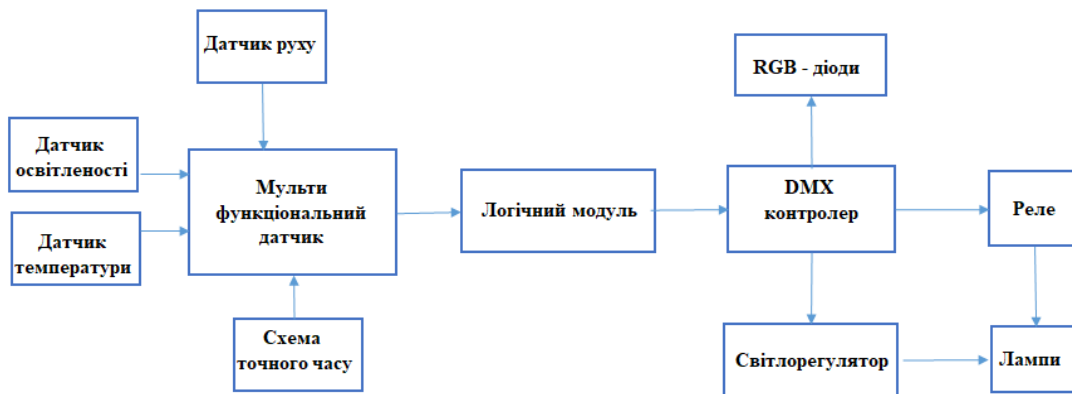 Датчик руху
RGB - діоди
Датчик
освітленості
Мульти
функціональний
датчик
Логічний модуль
DMX
контролер
Реле
Датчик
температури
Схема
точного часу
Світлорегулятор
Лампи